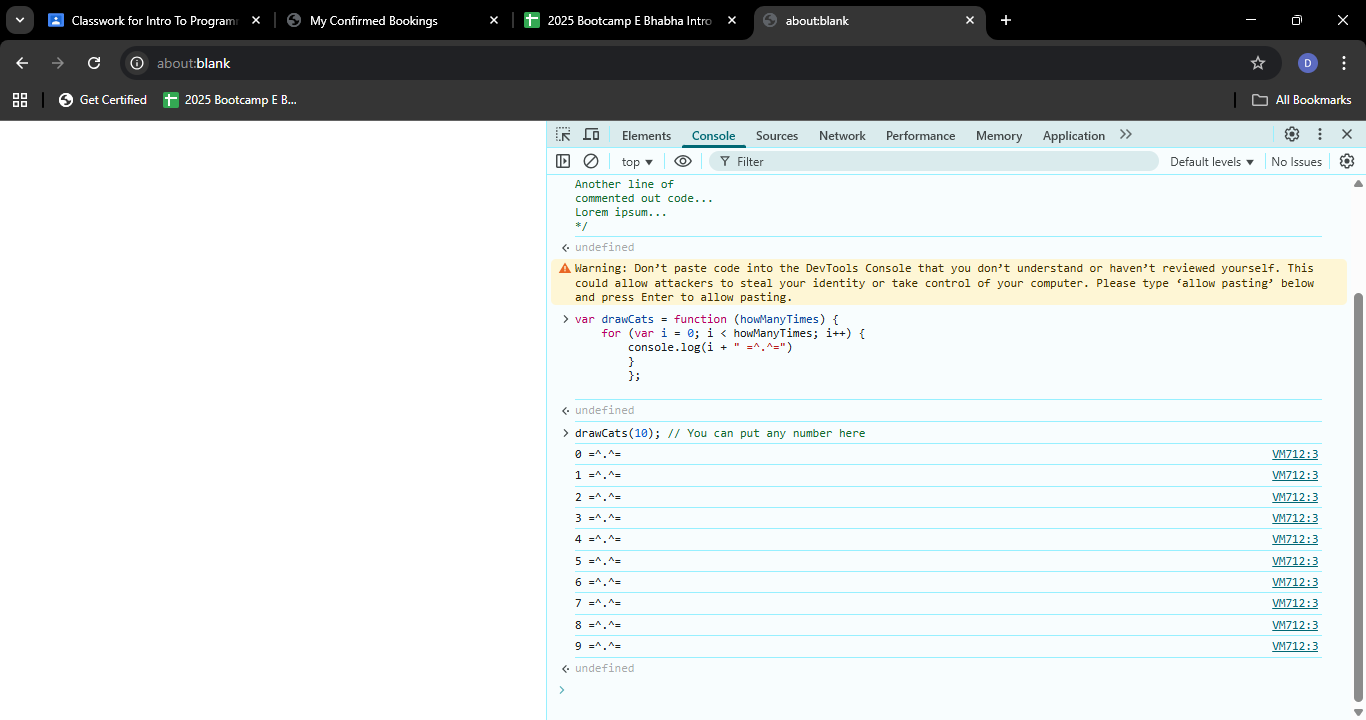 Classwork for Intro To Programm
My Confirmed Bookings
2025 Bootcamp E Bhabha Intro
about:blank
about:blank
D
Get Certified
2025 Bootcamp E B...
All Bookmarks
Elements
Console
Sources
Network
Performance
Memory
Application
top
Filter
Default levels
No Issues
Another line of
commented out code...
Lorem ipsum...
*/
undefined
Warning: Don’t paste code into the DevTools Console that you don’t understand or haven’t reviewed yourself. This
could allow attackers to steal your identity or take control of your computer. Please type ‘allow pasting’ below
and press Enter to allow pasting.
var drawCats = function (howManyTimes) {
for (var i = 0; i < howManyTimes; i++) {
console.log(i + " =^.^=")
}
};
undefined
drawCats(10); // You can put any number here
0 =^.^= VM712:3
1 =^.^= VM712:3
2 =^.^= VM712:3
3 =^.^= VM712:3
4 =^.^= VM712:3
5 =^.^= VM712:3
6 =^.^= VM712:3
7 =^.^= VM712:3
8 =^.^= VM712:3
9 =^.^= VM712:3
undefined